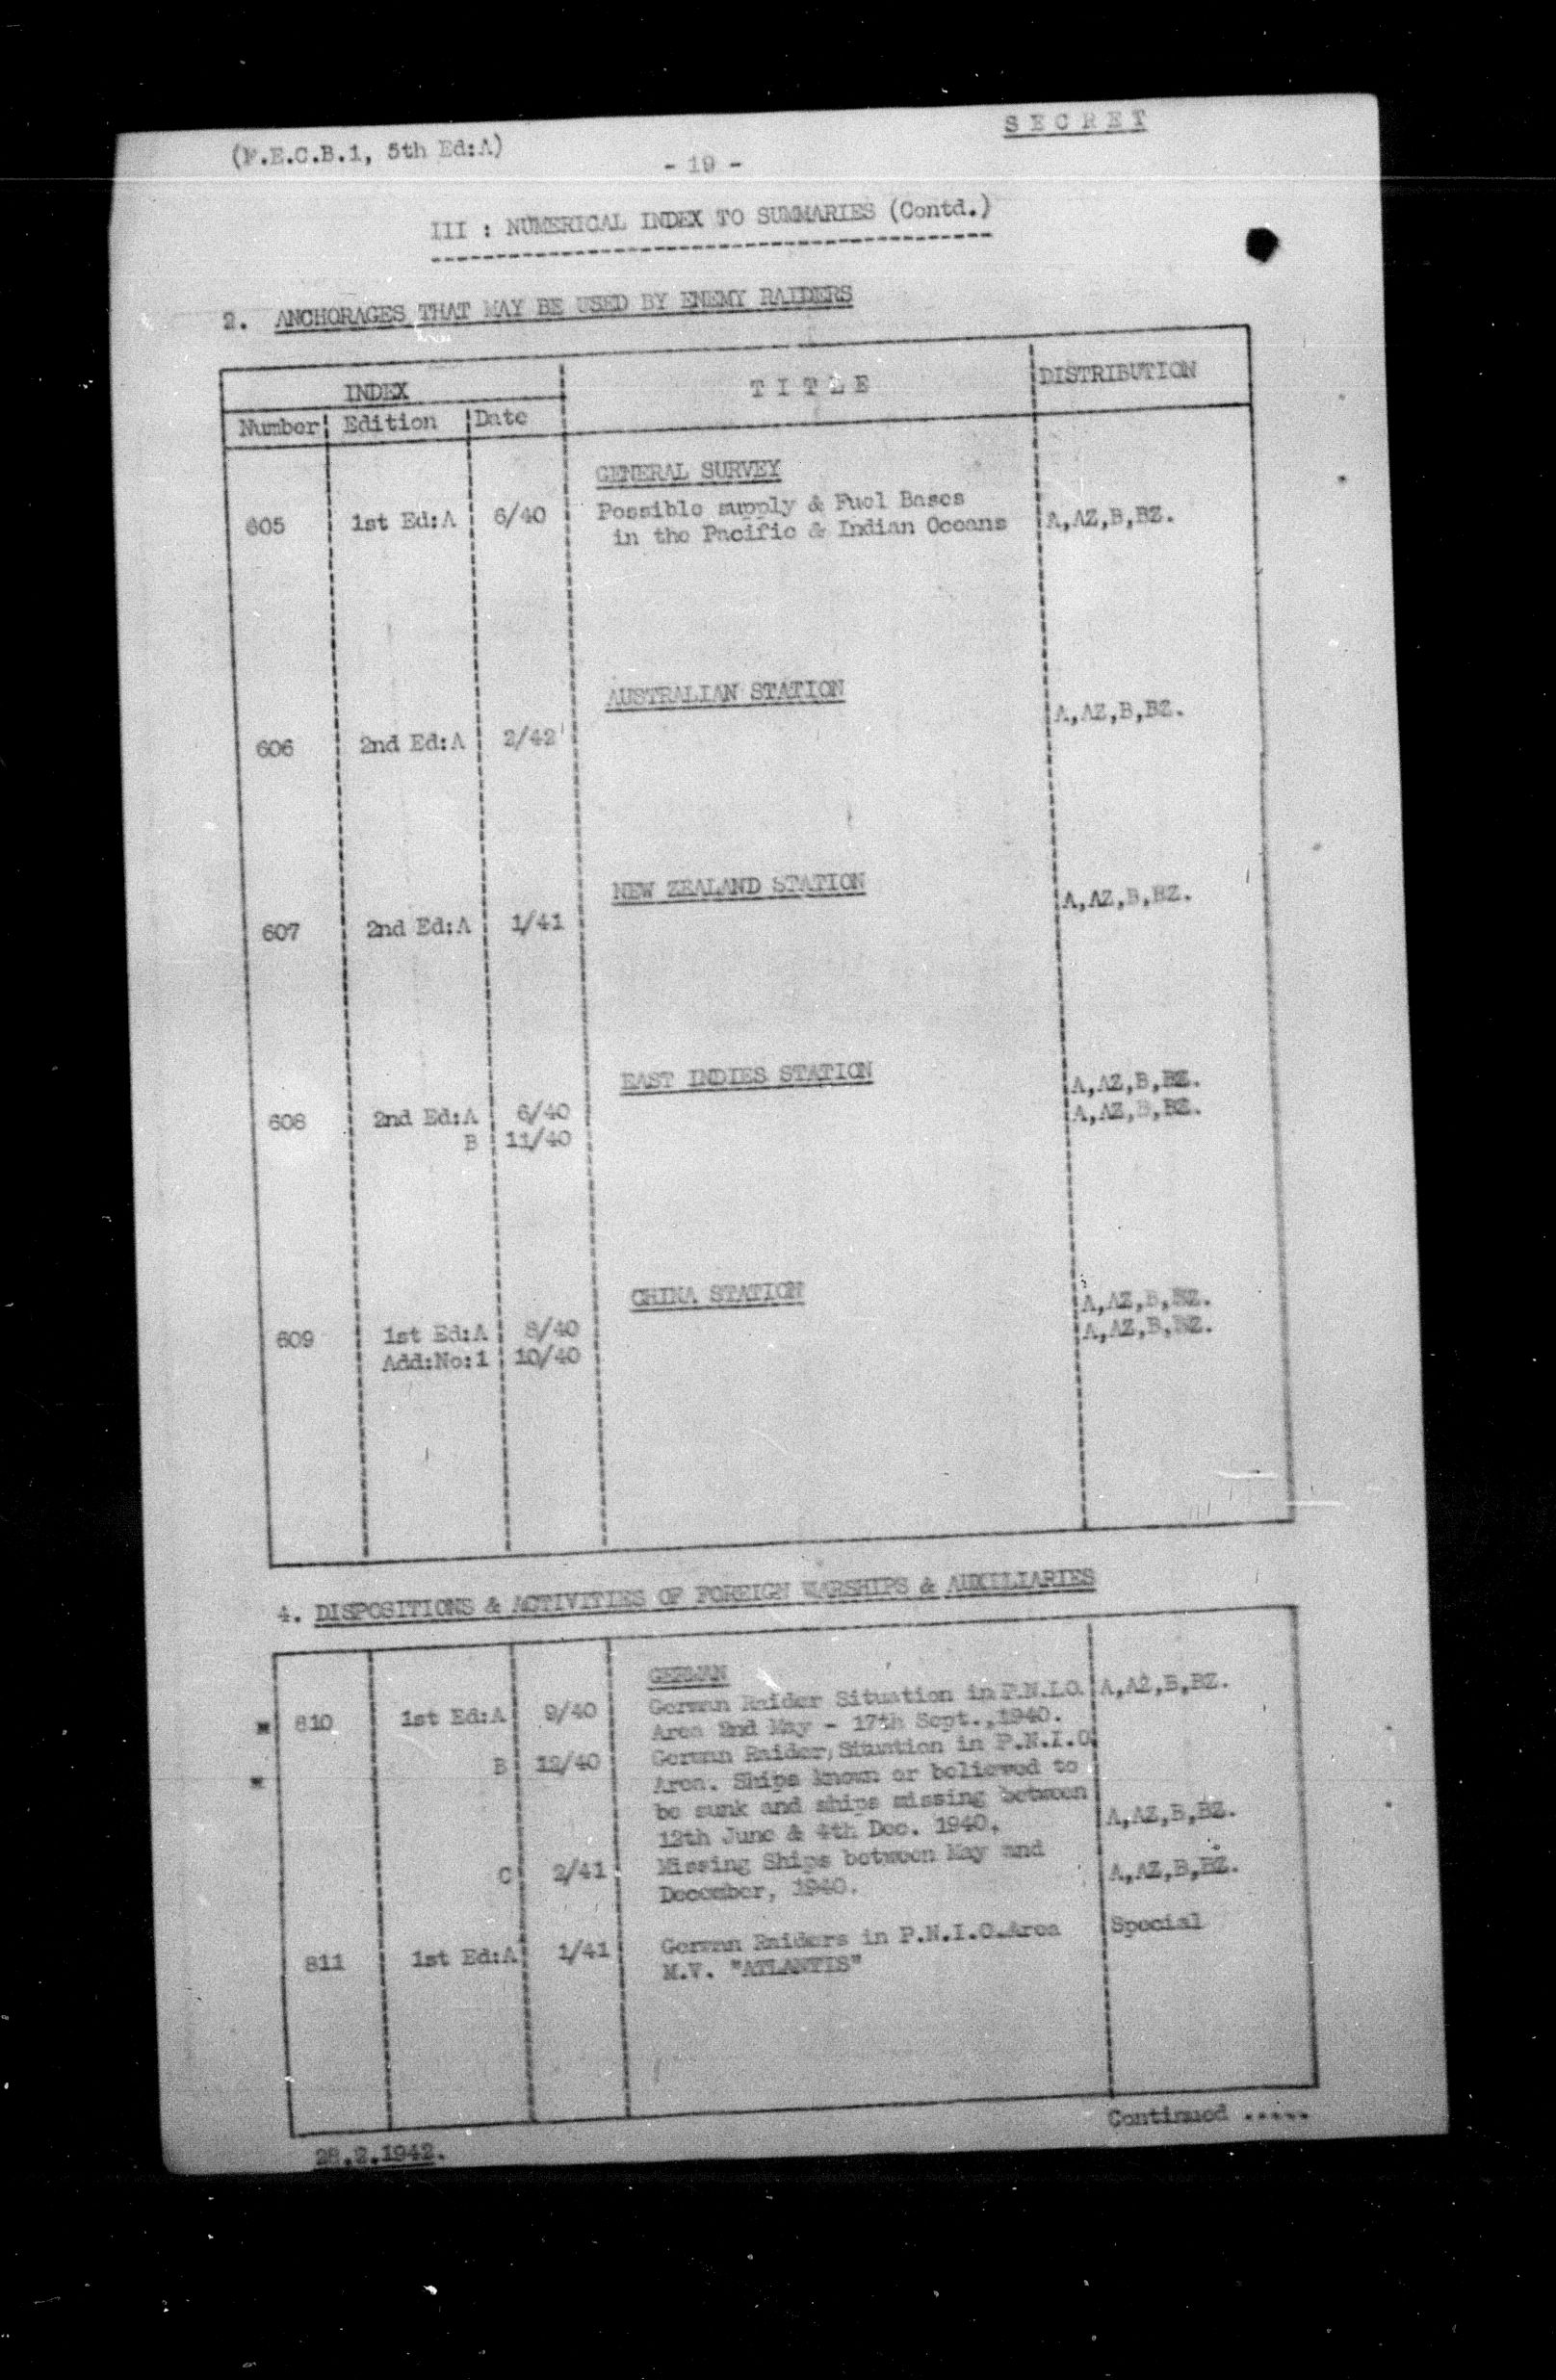 SECRET
(F.E.C.B.1, 5th Ed:A)
- 19 -
III : NUMERICAL INDEX TO SUMMARIES (Contd.)
2. ANCHORAGES THAT MAY BE USED BY ENEMY RAIDERS
INDEX TITLE DISTRIBUTION
Number Edition Date
GENERAL SURVEY
605 1st Ed:A 6/40 Possible supply & Fuel Bases A,AZ,B,BZ.
in the Pacific & Indian Oceans
AUSTRALIAN STATION
606 2nd Ed:A 2/42 A,AZ,B,BZ.
NEW ZEALAND STATION
607 2nd Ed:A 1/41 A,AZ,B,BZ.
EAST INDIES STATION
608 2nd Ed:A 6/40 A,AZ,B,BZ.
B 11/40 A,AZ,B,BZ.
CHINA STATION
609 1st Ed:A 8/40 A,AZ,B,BZ.
Add:No:1 10/40 A,AZ,B,BZ.
4. DISPOSITIONS & ACTIVITIES OF FOREIGN WARSHIPS & AUXILIARIES
GERMAN
810 1st Ed:A 9/40 German Raider Situation in P.N.I.O. A,AZ,B,BZ.
Area 2nd May - 17th Sept.,1940.
B 12/40 German Raider, Situation in P.N.I.O.
Area. Ships known or believed to
be sunk and ships missing between
12th June & 4th Dec. 1940. A,AZ,B,BZ.
C 2/41 Missing Ships between May and
December, 1940. A,AZ,B,BZ.
811 1st Ed:A 1/41 German Raiders in P.N.I.O.Area Special
M.V. "ATLANTIS"
Continued .....
28.2.1942.